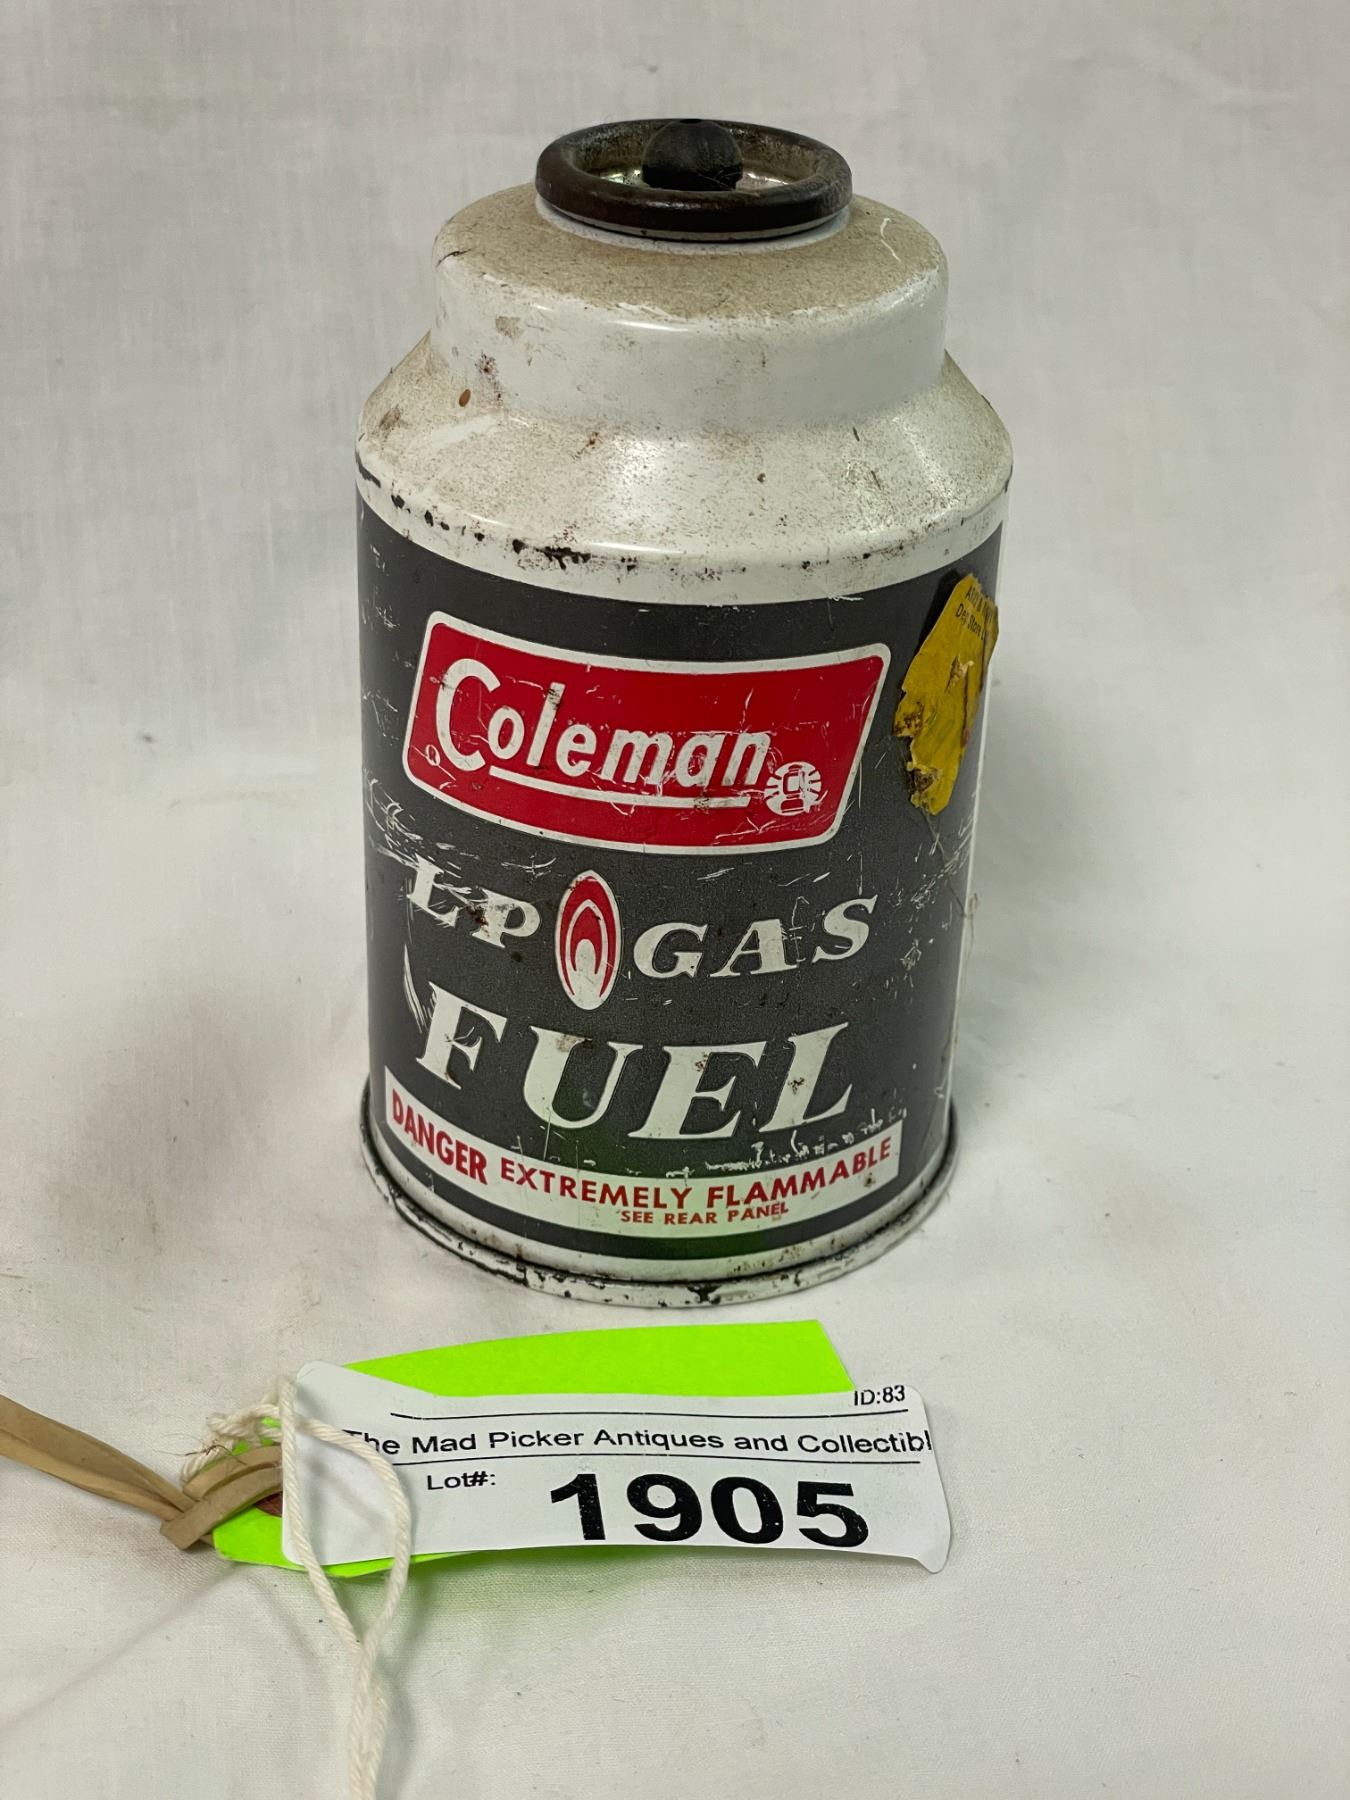 Coleman
LP GAS
FUEL
DANGER EXTREMELY FLAMMABLE
SEE REAR PANEL
ID:83
The Mad Picker Antiques and Collectibl
Lot#: 1905